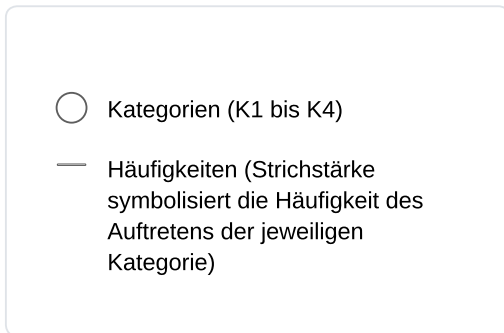 Kategorien (K1 bis K4)
Häufigkeiten (Strichstärke
symbolisiert die Häufigkeit des
Auftretens der jeweiligen
Kategorie)